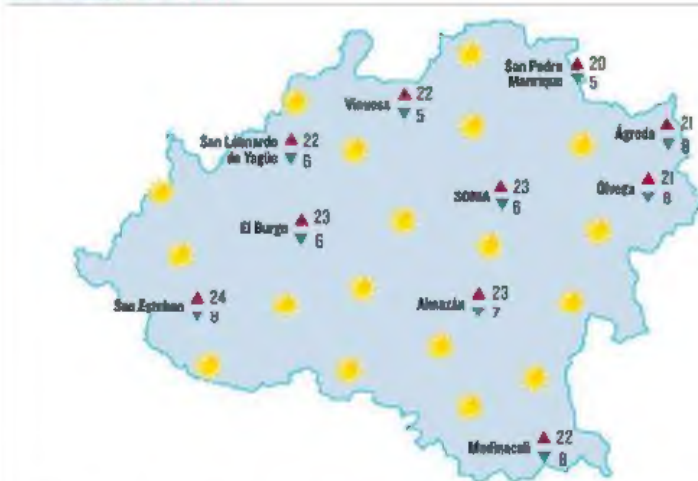 San Pedro ▲ 20
Manrique ▼ 5
Vinuesa ▲ 22
▼ 5
Ágreda ▲ 21
▼ 8
San Leonardo ▲ 22
de Yagüe ▼ 6
Ólvega ▲ 21
▼ 8
SORIA ▲ 23
▼ 6
El Burgo ▲ 23
▼ 6
San Esteban ▲ 24
▼ 8
Almazán ▲ 23
▼ 7
Medinaceli ▲ 22
▼ 8